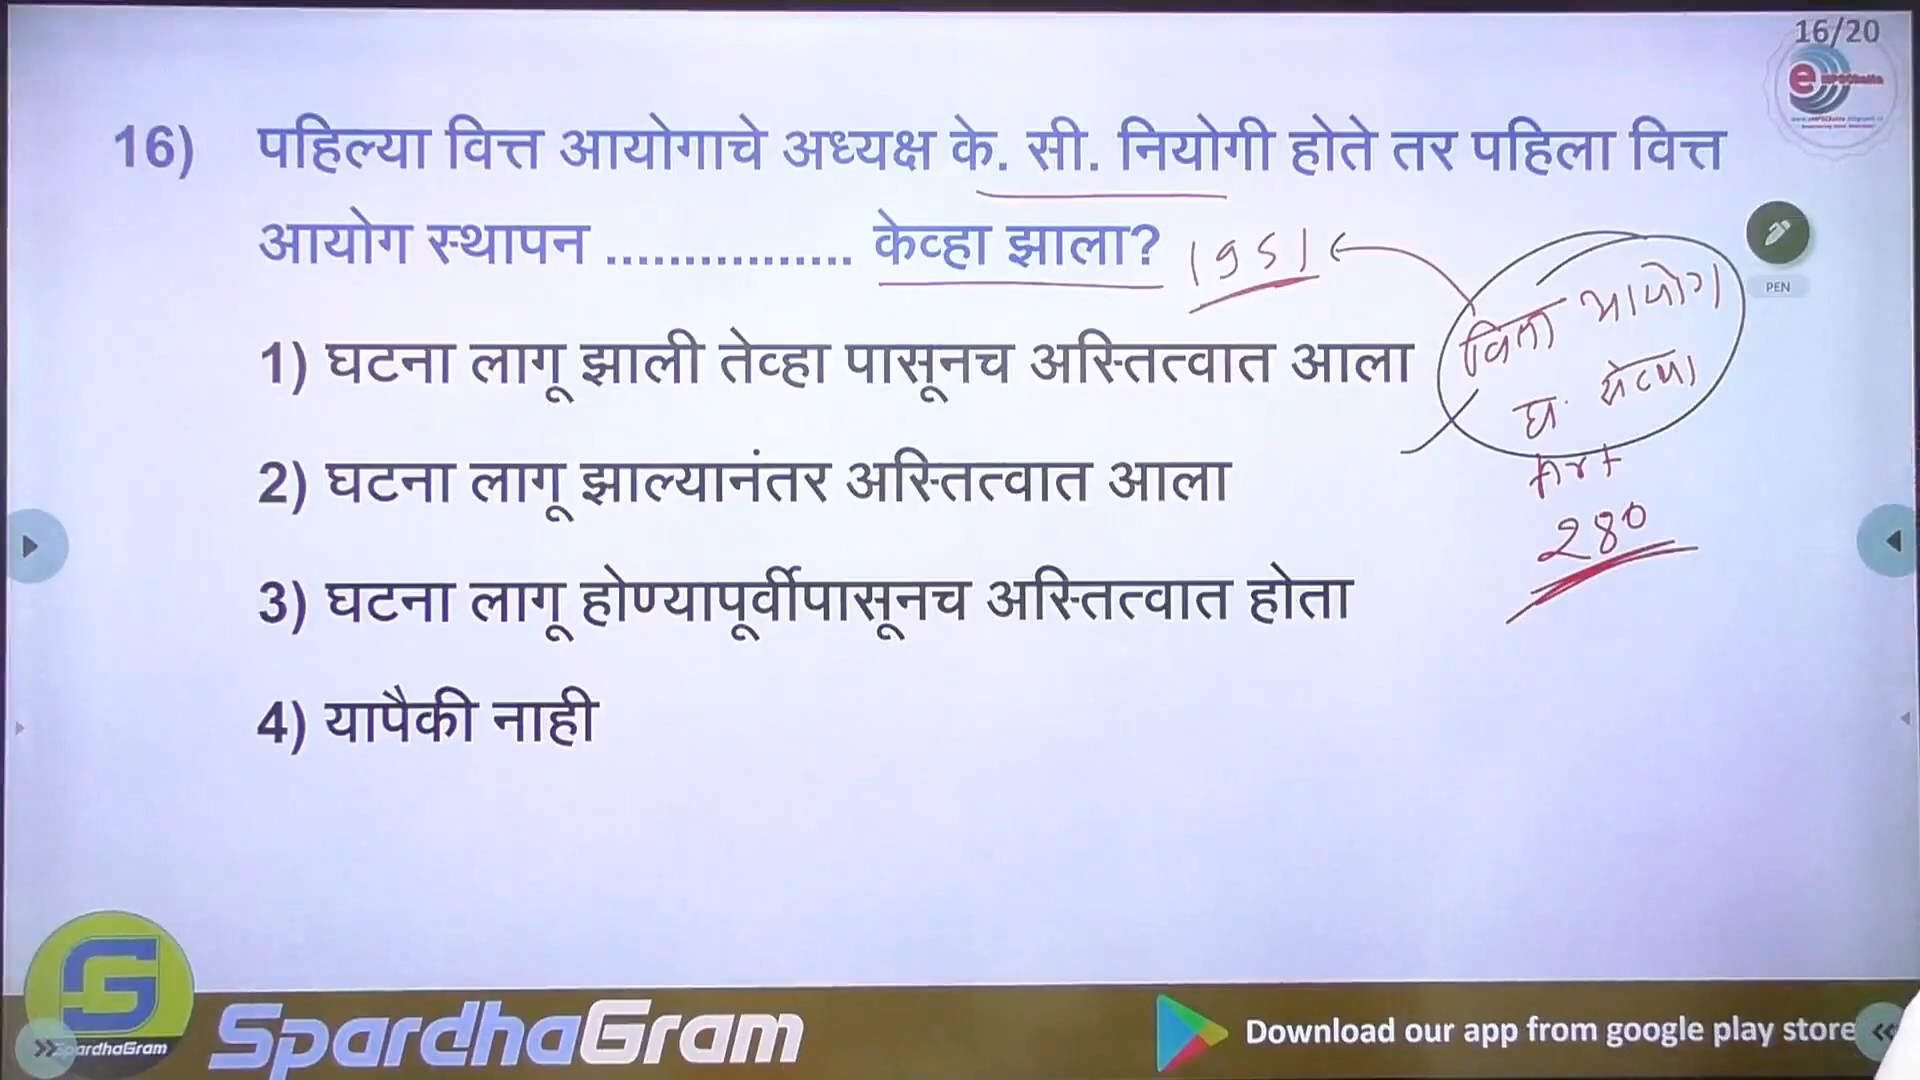 16/20
16) पहिल्या वित्त आयोगाचे अध्यक्ष के. सी. नियोगी होते तर पहिला वित्त
आयोग स्थापन ................ केव्हा झाला? 1951
PEN
वित्त आयोग
घ.
Art
280
1) घटना लागू झाली तेव्हा पासूनच अस्तित्वात आला
2) घटना लागू झाल्यानंतर अस्तित्वात आला
3) घटना लागू होण्यापूर्वीपासूनच अस्तित्वात होता
4) यापैकी नाही
SpardhaGram
Download our app from google play store